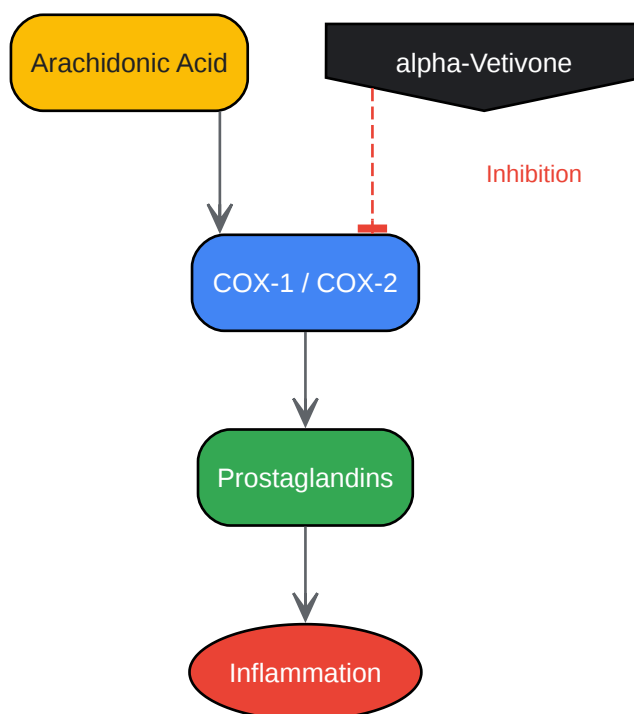 Arachidonic Acid
alpha-Vetivone
Inhibition
COX-1 / COX-2
Prostaglandins
Inflammation